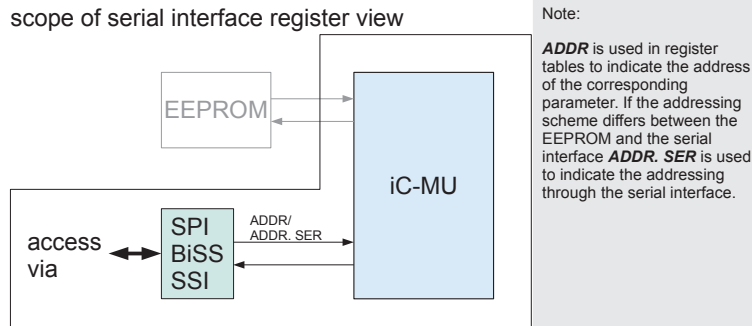 scope of serial interface register view
EEPROM
iC-MU
SPI
BiSS
SSI
ADDR/
ADDR. SER
access
via
Note:
ADDR is used in register
tables to indicate the address
of the corresponding
parameter. If the addressing
scheme differs between the
EEPROM and the serial
interface ADDR. SER is used
to indicate the addressing
through the serial interface.